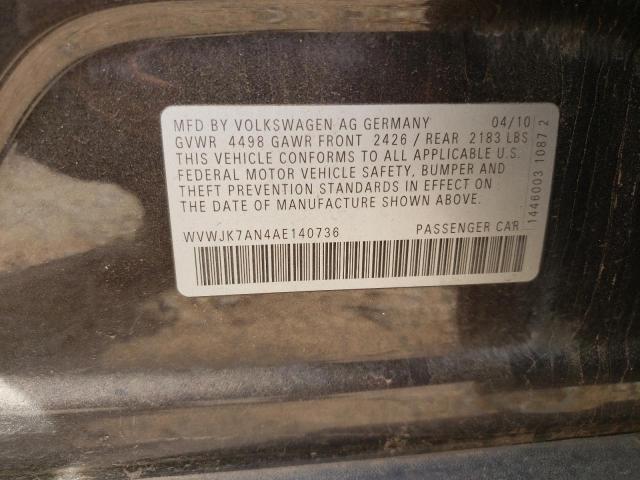 MFD BY VOLKSWAGEN AG GERMANY 04/10
GVWR 4498 GAWR FRONT 2426 / REAR 2183 LBS
THIS VEHICLE CONFORMS TO ALL APPLICABLE U.S.
FEDERAL MOTOR VEHICLE SAFETY, BUMPER AND
THEFT PREVENTION STANDARDS IN EFFECT ON
THE DATE OF MANUFACTURE SHOWN ABOVE.
WVWJK7AN4AE140736 PASSENGER CAR
1446003 1087 2